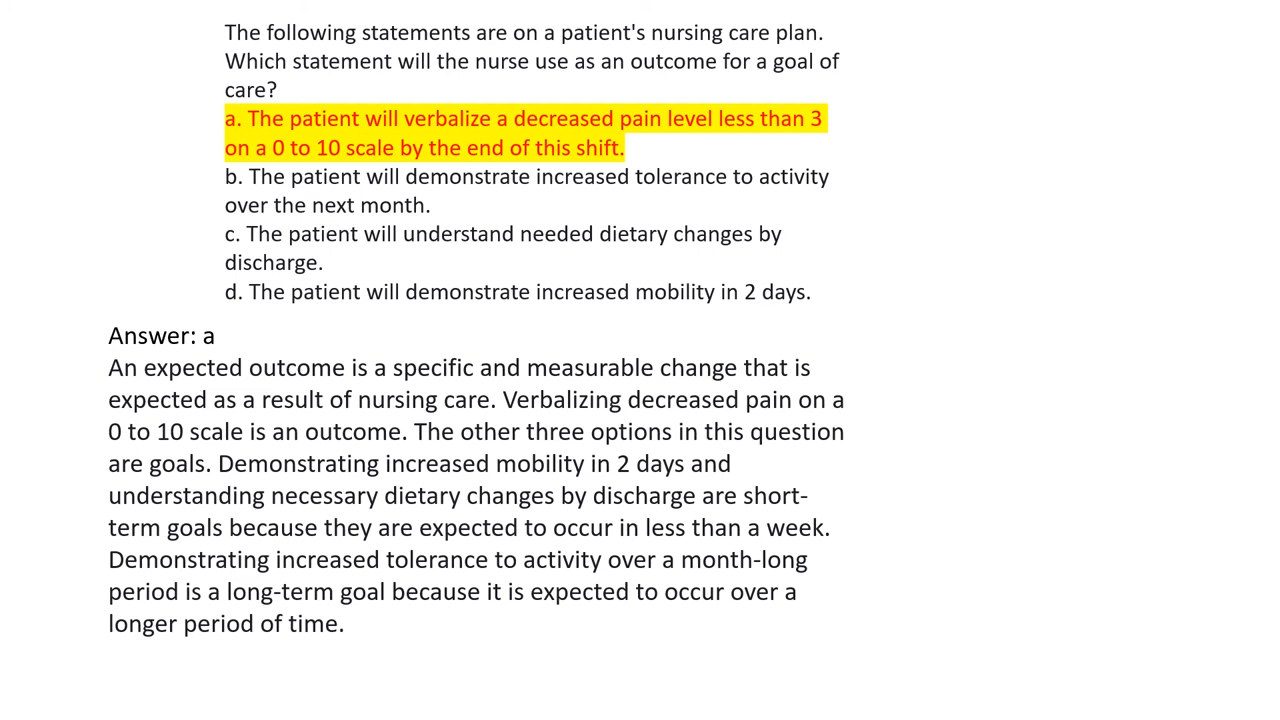 The following statements are on a patient's nursing care plan.
Which statement will the nurse use as an outcome for a goal of
care?
a. The patient will verbalize a decreased pain level less than 3
on a 0 to 10 scale by the end of this shift.
b. The patient will demonstrate increased tolerance to activity
over the next month.
c. The patient will understand needed dietary changes by
discharge.
d. The patient will demonstrate increased mobility in 2 days.
Answer: a
An expected outcome is a specific and measurable change that is
expected as a result of nursing care. Verbalizing decreased pain on a
0 to 10 scale is an outcome. The other three options in this question
are goals. Demonstrating increased mobility in 2 days and
understanding necessary dietary changes by discharge are short-
term goals because they are expected to occur in less than a week.
Demonstrating increased tolerance to activity over a month-long
period is a long-term goal because it is expected to occur over a
longer period of time.